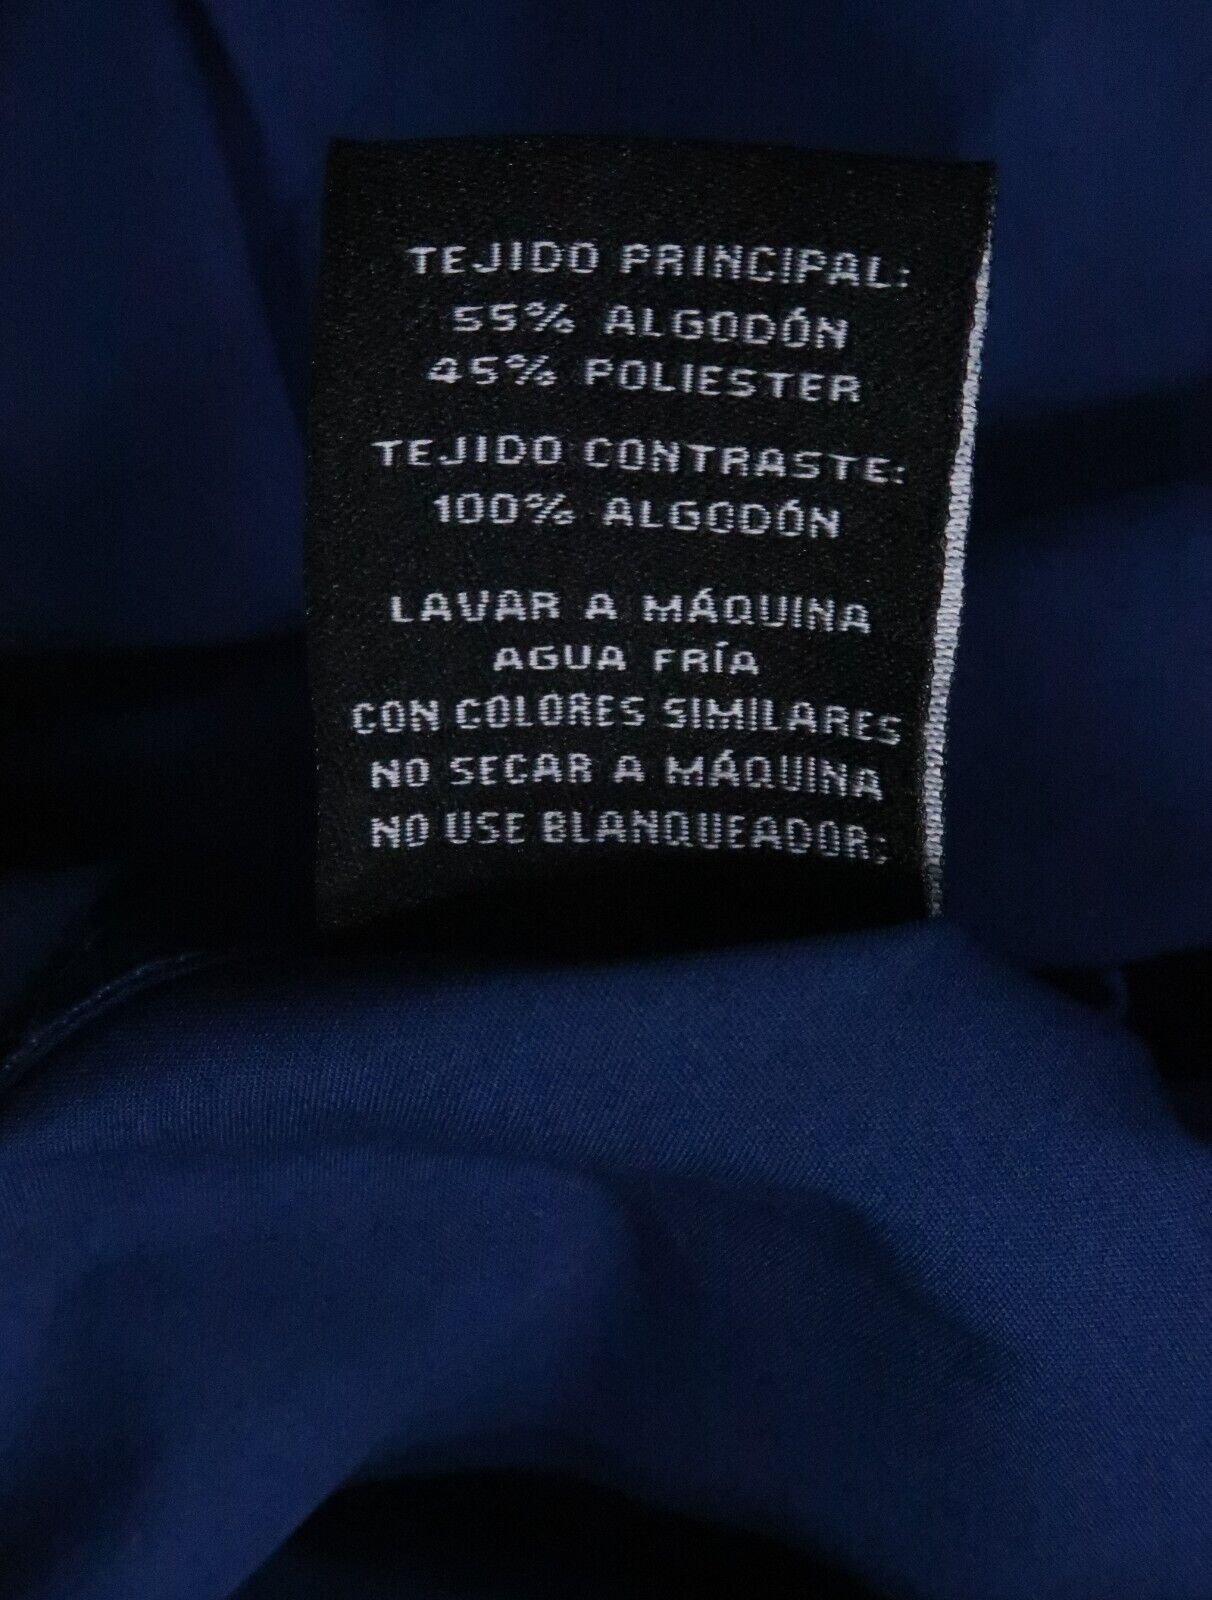 TEJIDO PRINCIPAL:
55% ALGODÓN
45% POLIESTER
TEJIDO CONTRASTE:
100% ALGODÓN
LAVAR A MÁQUINA
AGUA FRÍA
CON COLORES SIMILARES
NO SECAR A MÁQUINA
NO USE BLANQUEADOR;